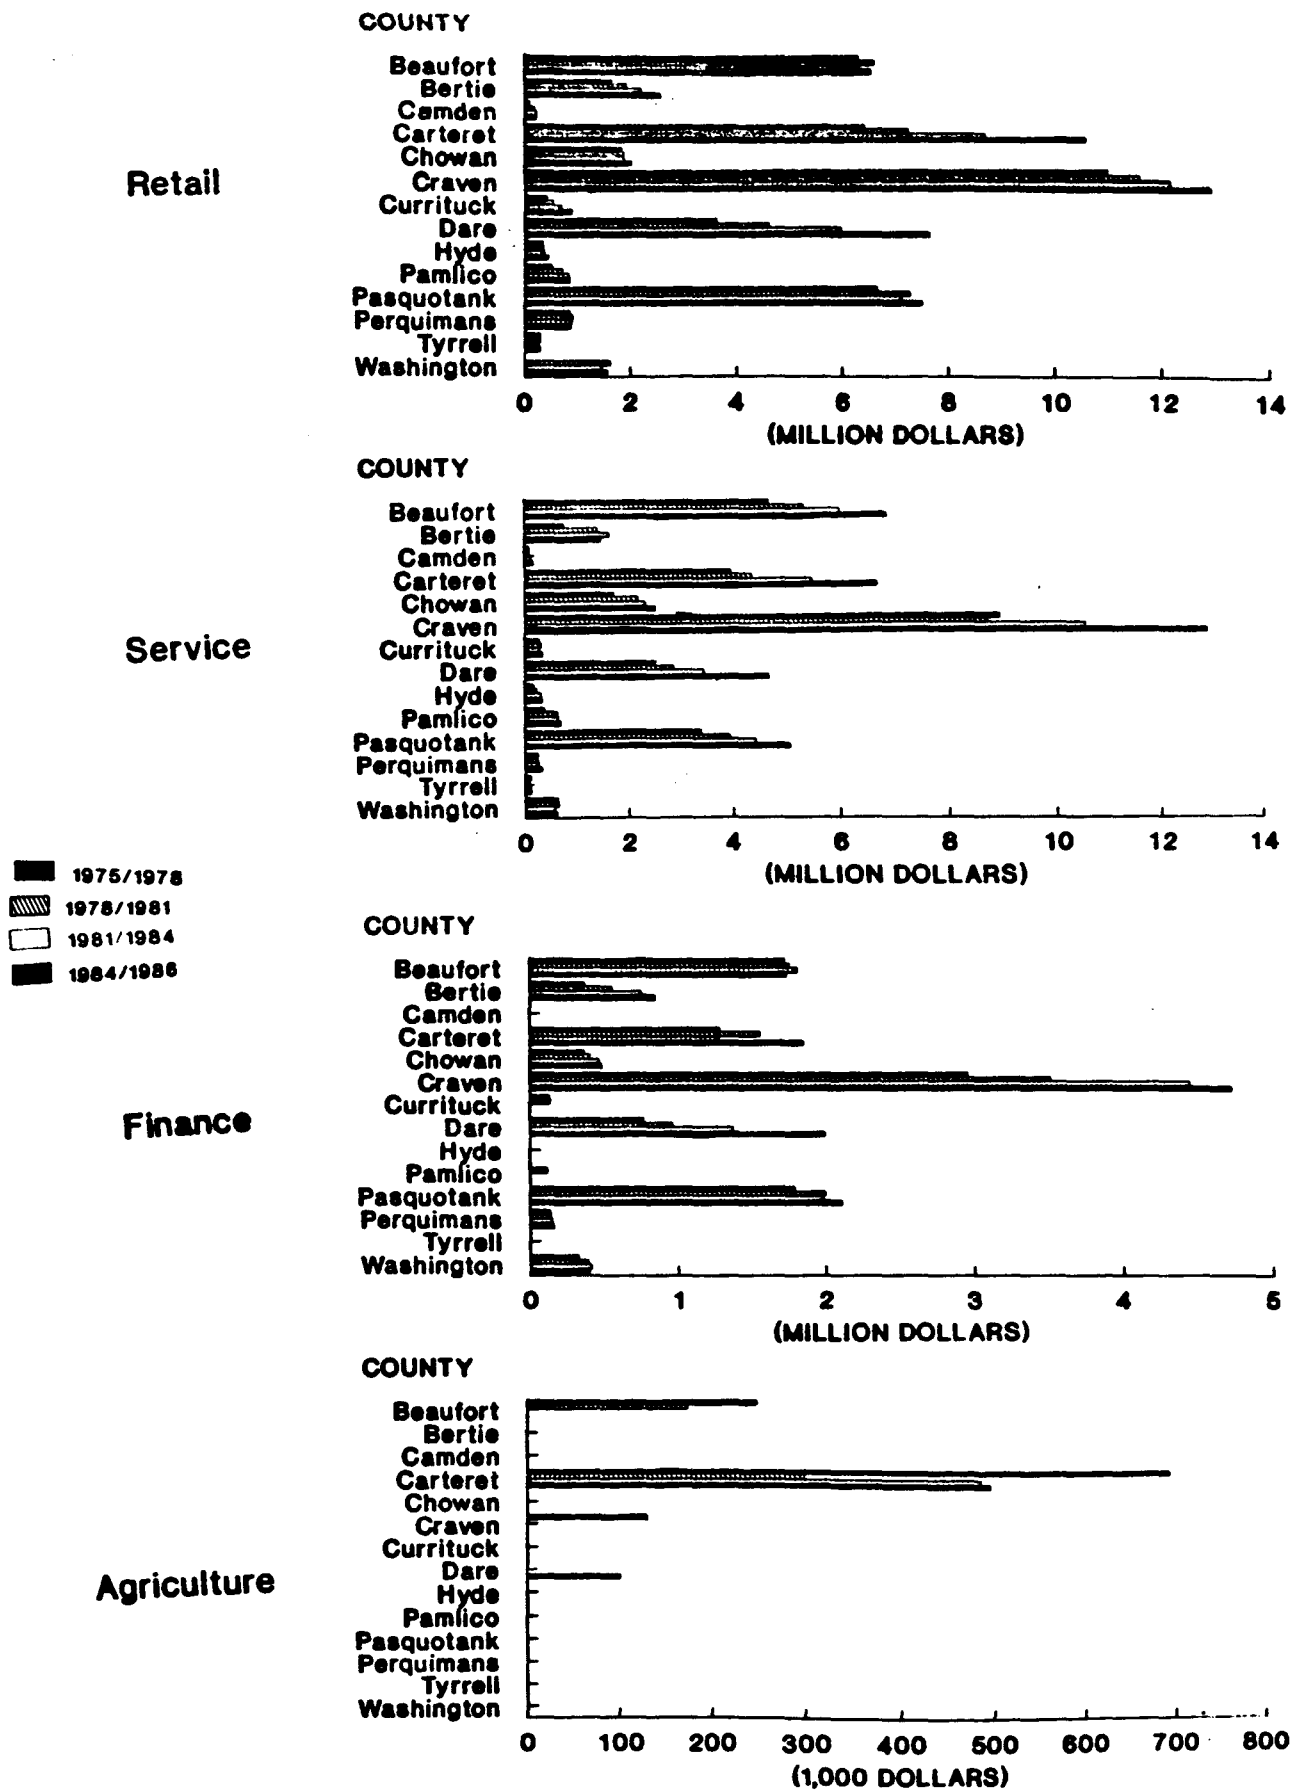 COUNTY
Retail
Beaufort
Bertie
Camden
Carteret
Chowan
Craven
Currituck
Dare
Hyde
Pamlico
Pasquotank
Perquimans
Tyrrell
Washington
0 2 4 6 8 10 12 14
(MILLION DOLLARS)
COUNTY
Service
Beaufort
Bertie
Camden
Carteret
Chowan
Craven
Currituck
Dare
Hyde
Pamlico
Pasquotank
Perquimans
Tyrrell
Washington
0 2 4 6 8 10 12 14
(MILLION DOLLARS)
1975/1978
1978/1981
1981/1984
1984/1986
COUNTY
Finance
Beaufort
Bertie
Camden
Carteret
Chowan
Craven
Currituck
Dare
Hyde
Pamlico
Pasquotank
Perquimans
Tyrrell
Washington
0 1 2 3 4 5
(MILLION DOLLARS)
COUNTY
Agriculture
Beaufort
Bertie
Camden
Carteret
Chowan
Craven
Currituck
Dare
Hyde
Pamlico
Pasquotank
Perquimans
Tyrrell
Washington
0 100 200 300 400 500 600 700 800
(1,000 DOLLARS)